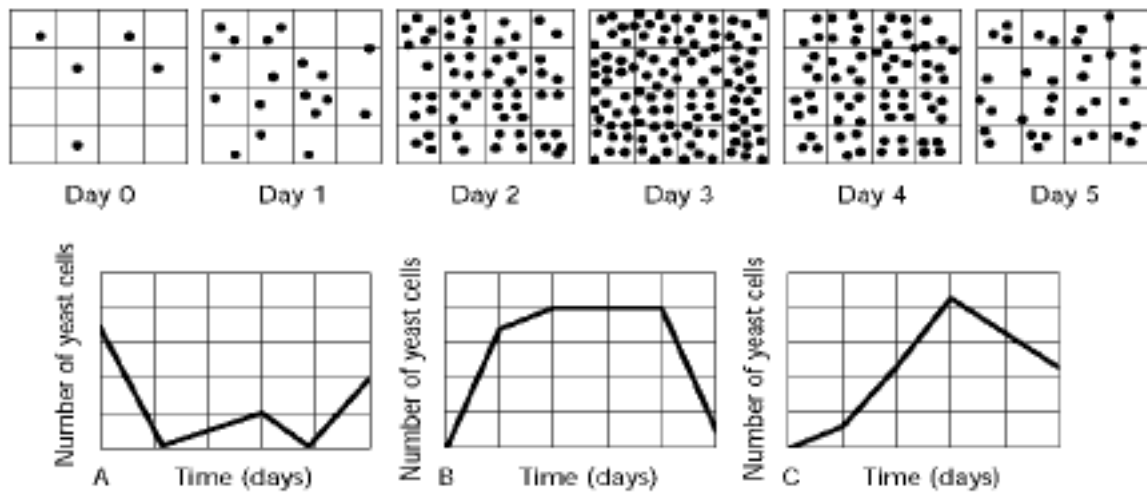 Day 0
Day 1
Day 2
Day 3
Day 4
Day 5
Number of yeast cells
A
Time (days)
Number of yeast cells
B
Time (days)
Number of yeast cells
C
Time (days)